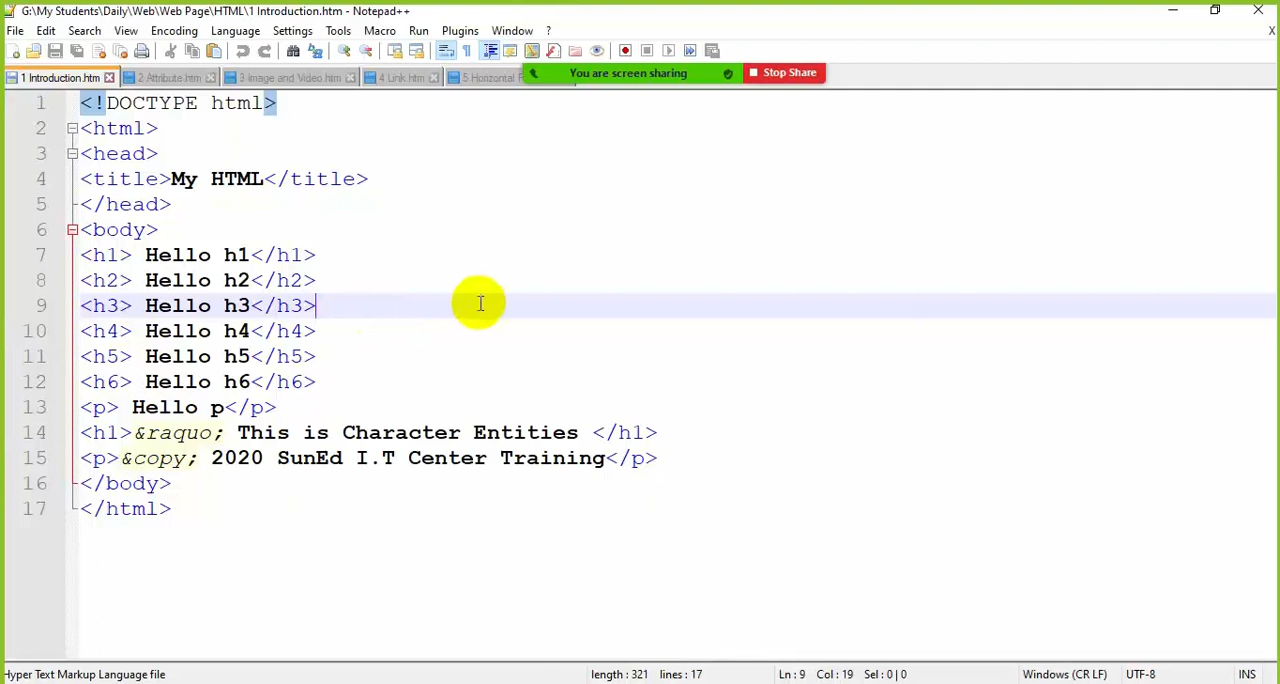 G:\My Students\Daily\Web\Web Page\HTML\1 Introduction.htm - Notepad++
File Edit Search View Encoding Language Settings Tools Macro Run Plugins Window ? X
1 Introduction.htm 2 Attribute.htm 3 image and Video.htm 4 Link.htm 5 Horizontal
You are screen sharing Stop Share
1 <!DOCTYPE html>
2 <html>
3 <head>
4 <title>My HTML</title>
5 </head>
6 <body>
7 <h1> Hello h1</h1>
8 <h2> Hello h2</h2>
9 <h3> Hello h3</h3>
10 <h4> Hello h4</h4>
11 <h5> Hello h5</h5>
12 <h6> Hello h6</h6>
13 <p> Hello p</p>
14 <h1>&raquo; This is Character Entities </h1>
15 <p>&copy; 2020 SunEd I.T Center Training</p>
16 </body>
17 </html>
Hyper Text Markup Language file length : 321 lines : 17 Ln : 9 Col : 19 Sel : 0 | 0 Windows (CR LF) UTF-8 INS